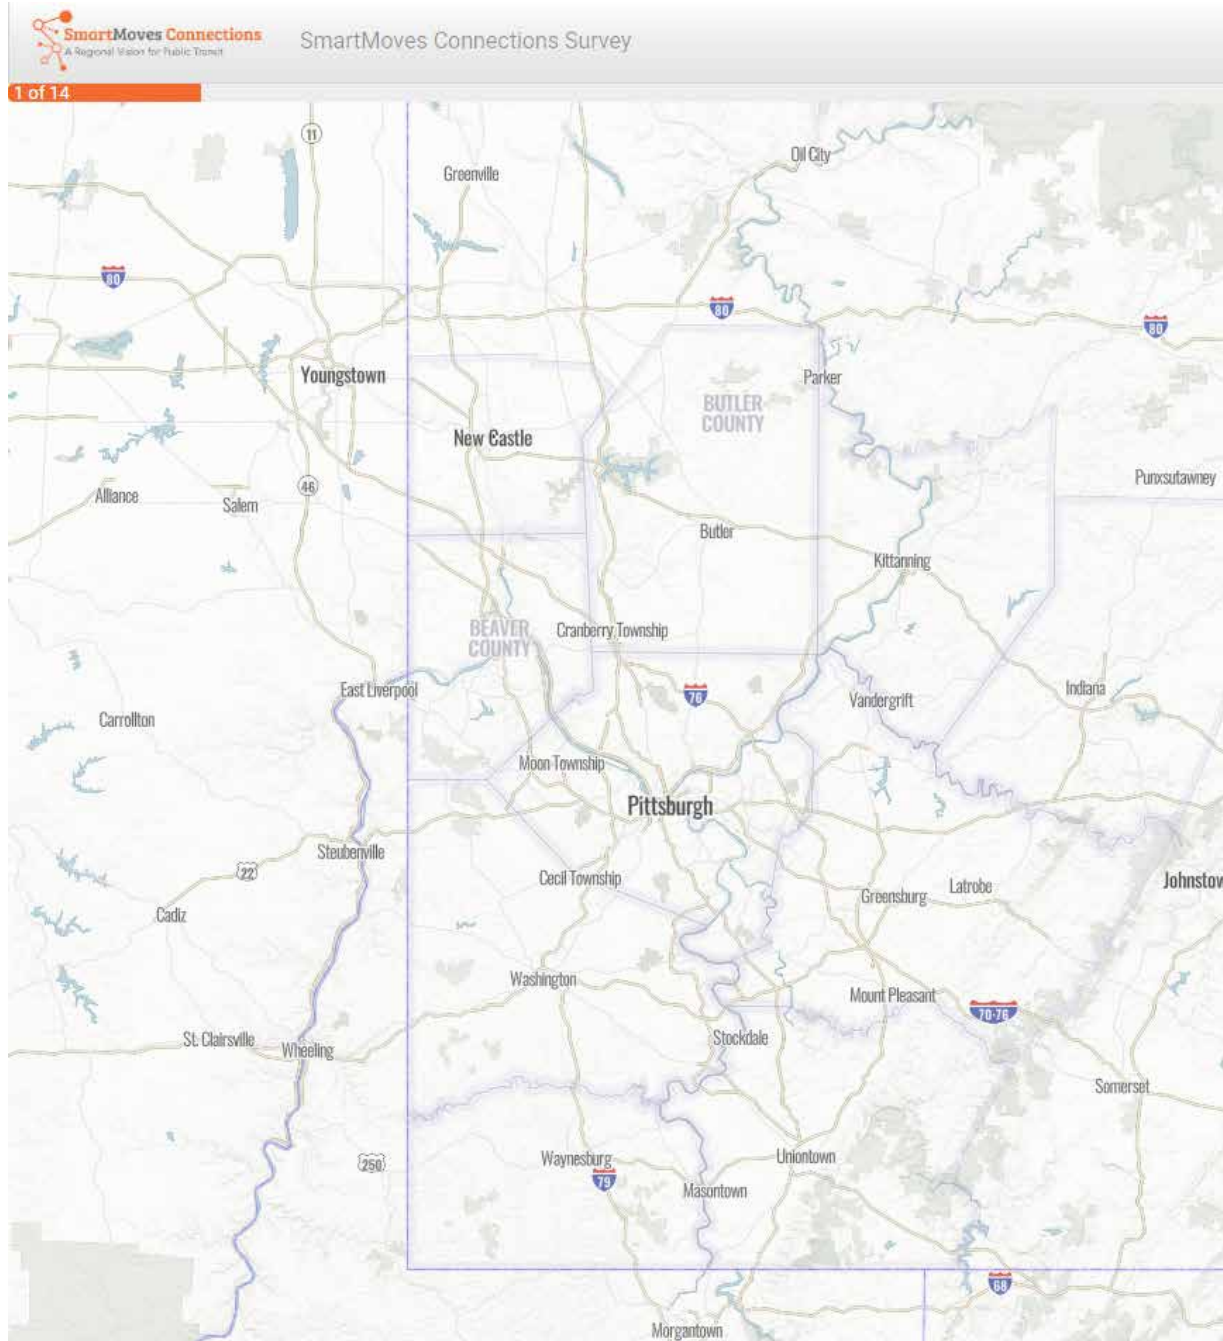 SmartMoves Connections
A Regional Vision for Public Transit
SmartMoves Connections Survey
1 of 14
11
Oil City
Greenville
80
80
80
Youngstown
Parker
BUTLER
COUNTY
New Castle
Punxsutawney
46
Alliance
Salem
Butler
Kittanning
BEAVER
COUNTY
Cranberry Township
East Liverpool
76
Indiana
Vandergrift
Carrollton
Moon Township
Pittsburgh
Steubenville
22
Cecil Township
Johnstow
Latrobe
Greensburg
Cadiz
Washington
Mount Pleasant
70-76
St. Clairsville
Wheeling
Stockdale
Somerset
250
Waynesburg
Uniontown
79
Masontown
68
Morgantown